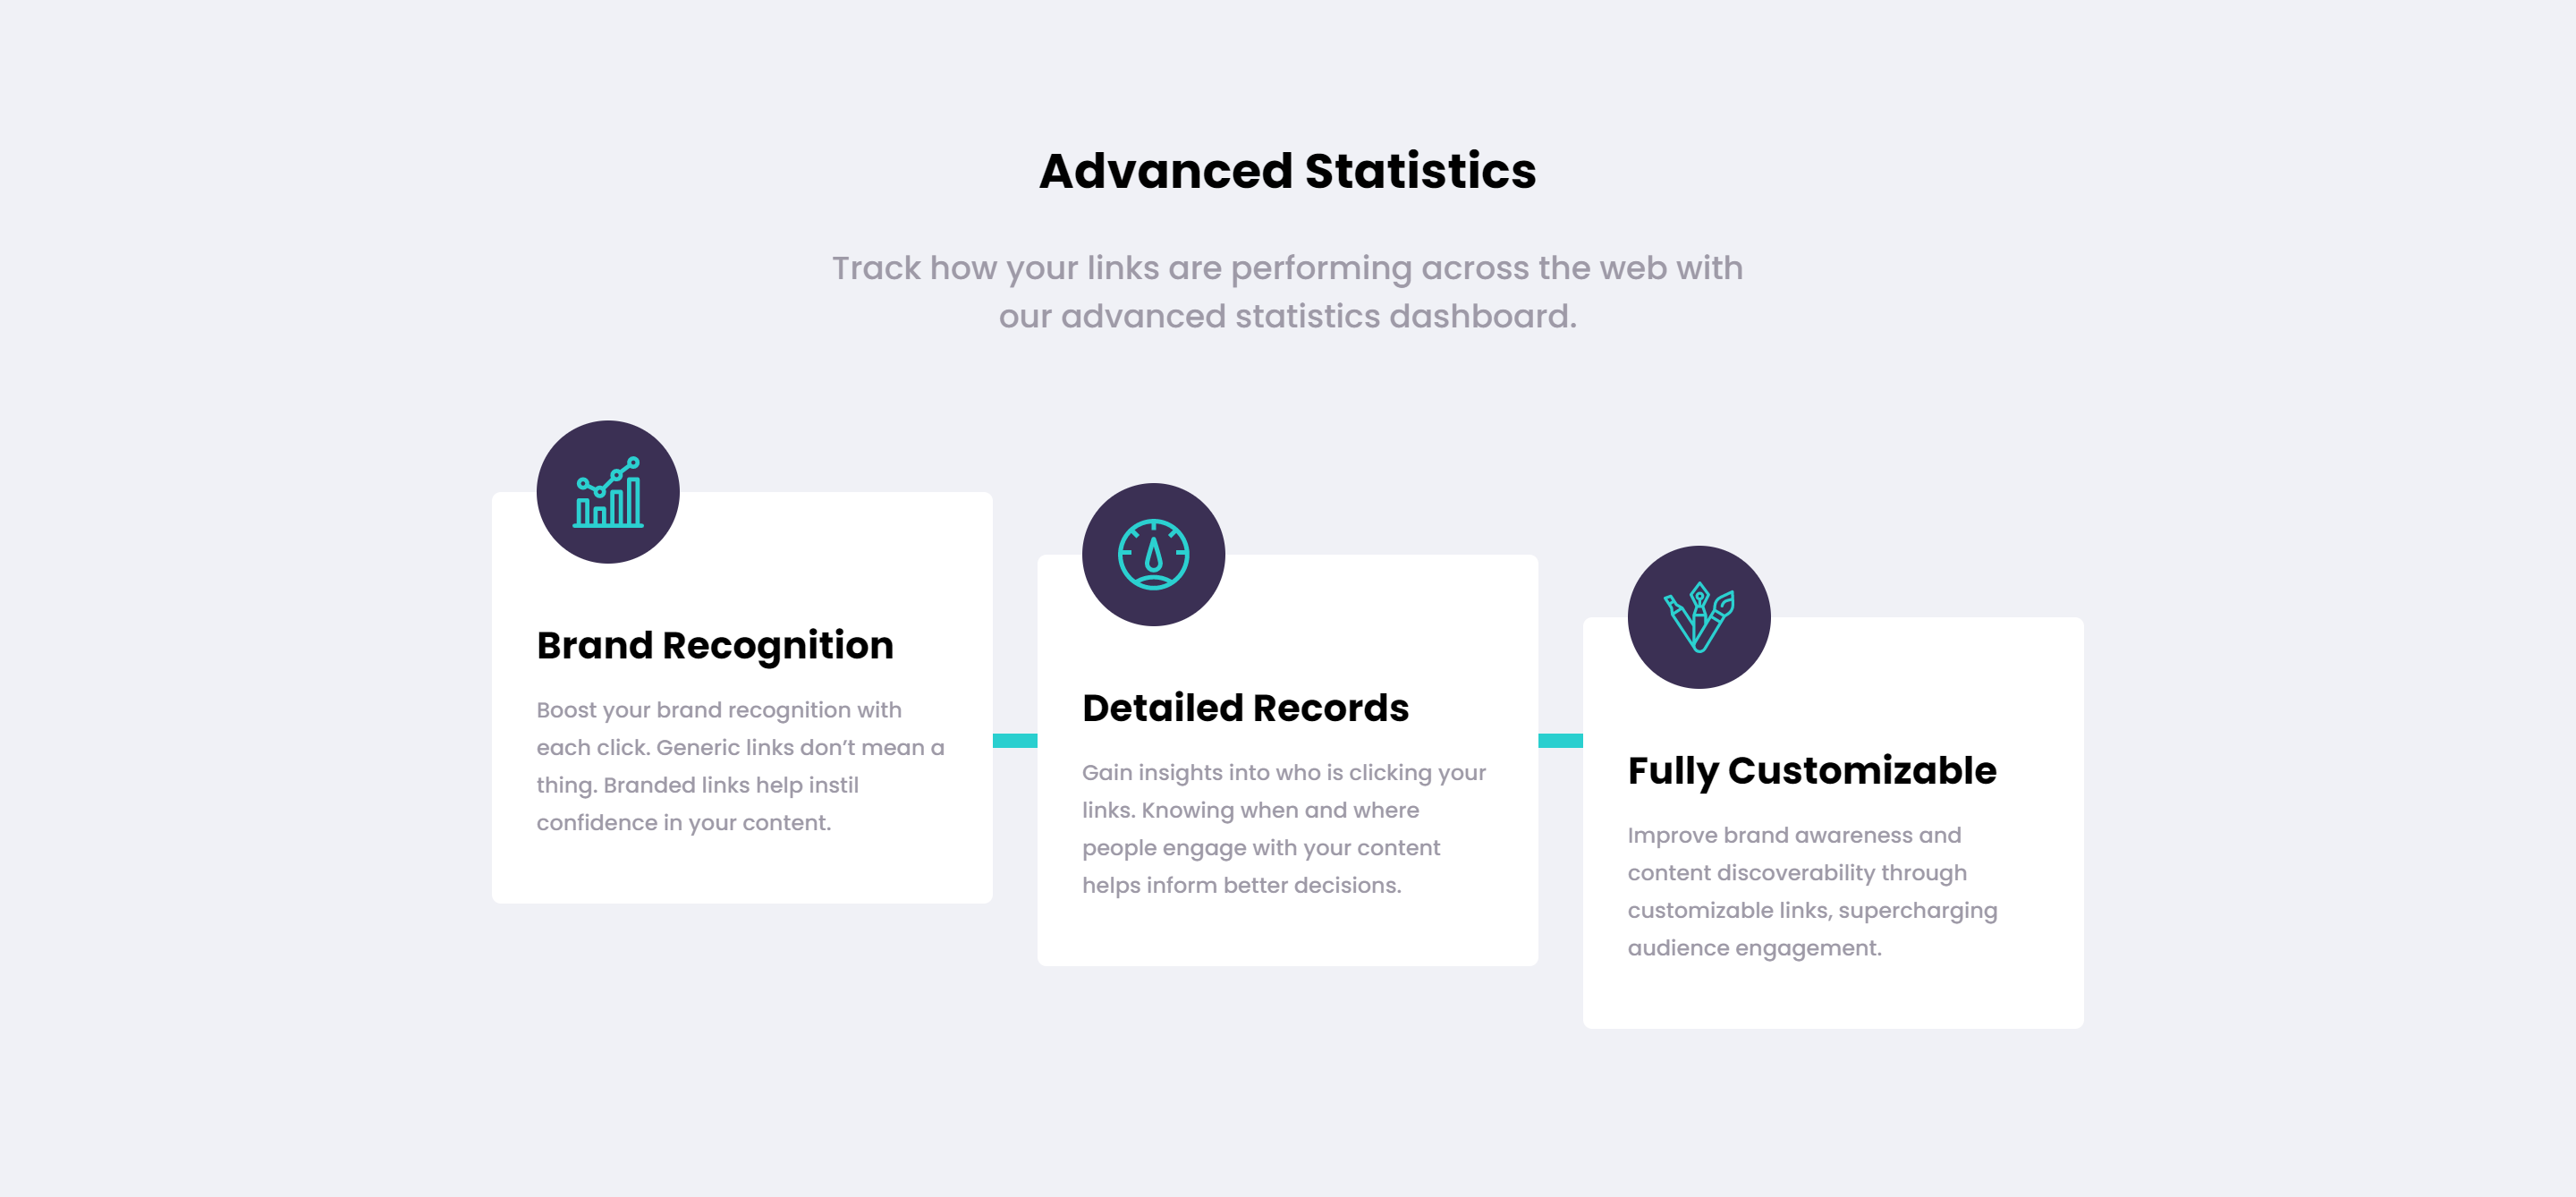 Advanced Statistics
Track how your links are performing across the web with
our advanced statistics dashboard.
Brand Recognition
Boost your brand recognition with
each click. Generic links don’t mean a
thing. Branded links help instil
confidence in your content.
Detailed Records
Gain insights into who is clicking your
links. Knowing when and where
people engage with your content
helps inform better decisions.
Fully Customizable
Improve brand awareness and
content discoverability through
customizable links, supercharging
audience engagement.